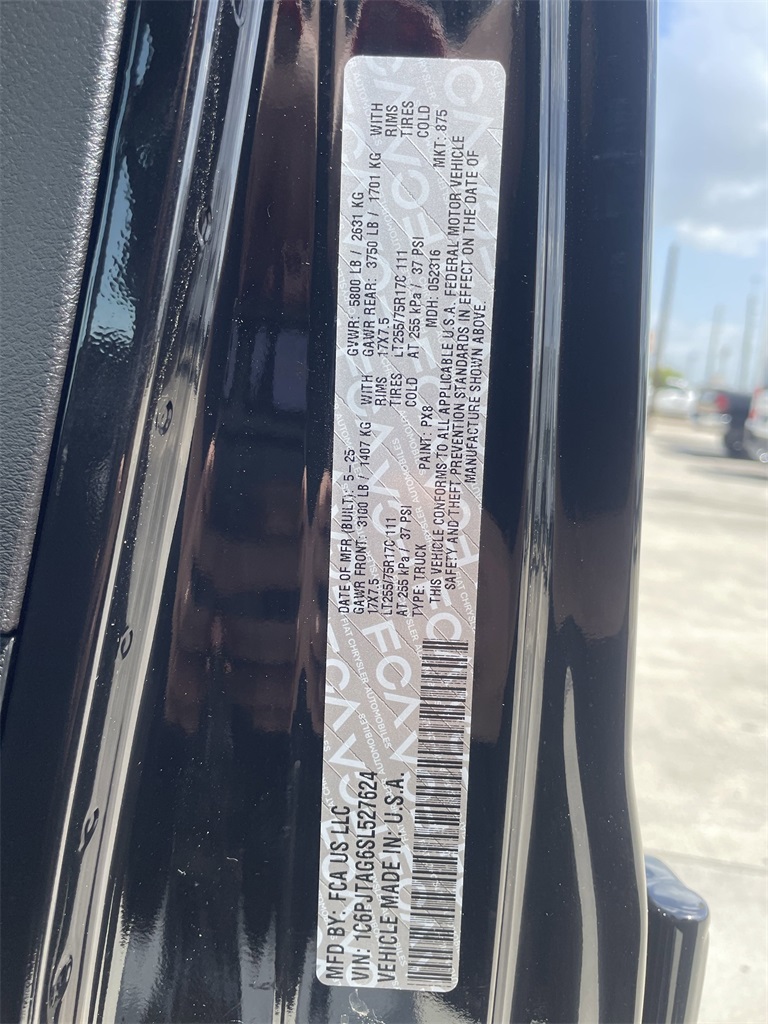 MFD BY: FCA US LLC
VIN: 1C6PJTAG6SL527624
VEHICLE MADE IN: U.S.A.
DATE OF MFR (BUILT): 5-25 GVWR: 5800 LB / 2631 KG
GAWR FRONT: 3100 LB / 1407 KG WITH GAWR REAR: 3750 LB / 1701 KG WITH
17X7.5 RIMS 17X7.5 RIMS
LT255/75R17C 111 TIRES LT255/75R17C 111 TIRES
AT 255 kPa / 37 PSI COLD AT 255 kPa / 37 PSI COLD
TYPE: TRUCK PAINT: PX8 MDH: 052316 MKT: 875
THIS VEHICLE CONFORMS TO ALL APPLICABLE U.S.A. FEDERAL MOTOR VEHICLE
SAFETY AND THEFT PREVENTION STANDARDS IN EFFECT ON THE DATE OF
MANUFACTURE SHOWN ABOVE.